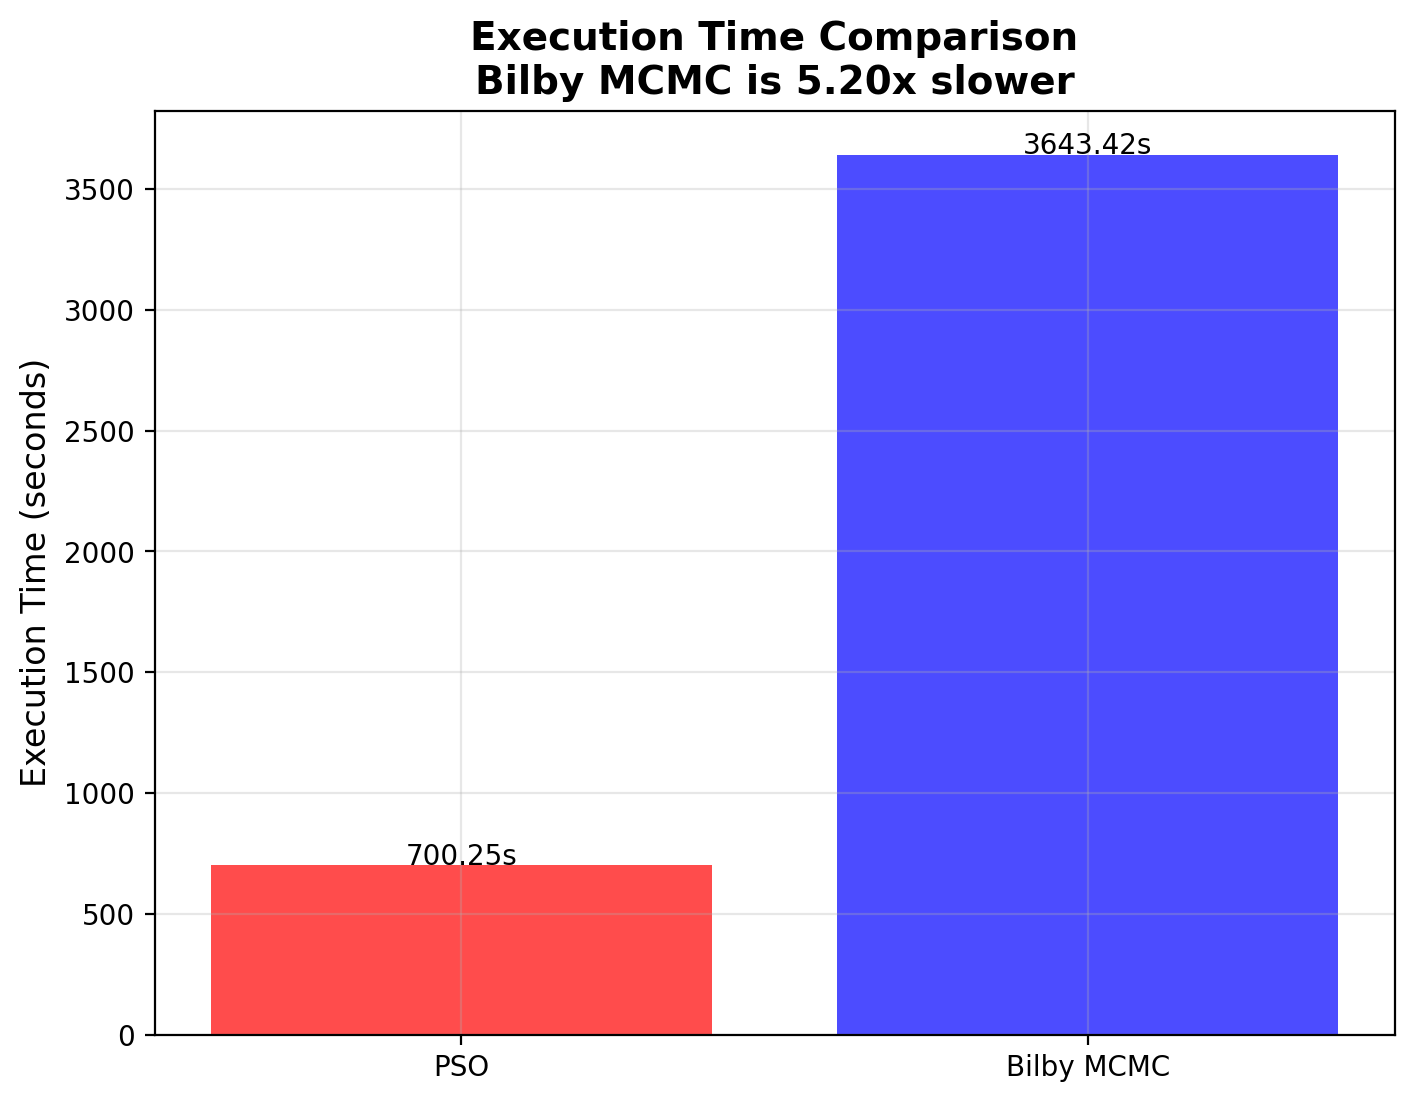 Execution Time Comparison
Bilby MCMC is 5.20x slower
3643.42s
3500
3000
2500
2000
1500
1000
500
0
Execution Time (seconds)
700.25s
PSO
Bilby MCMC